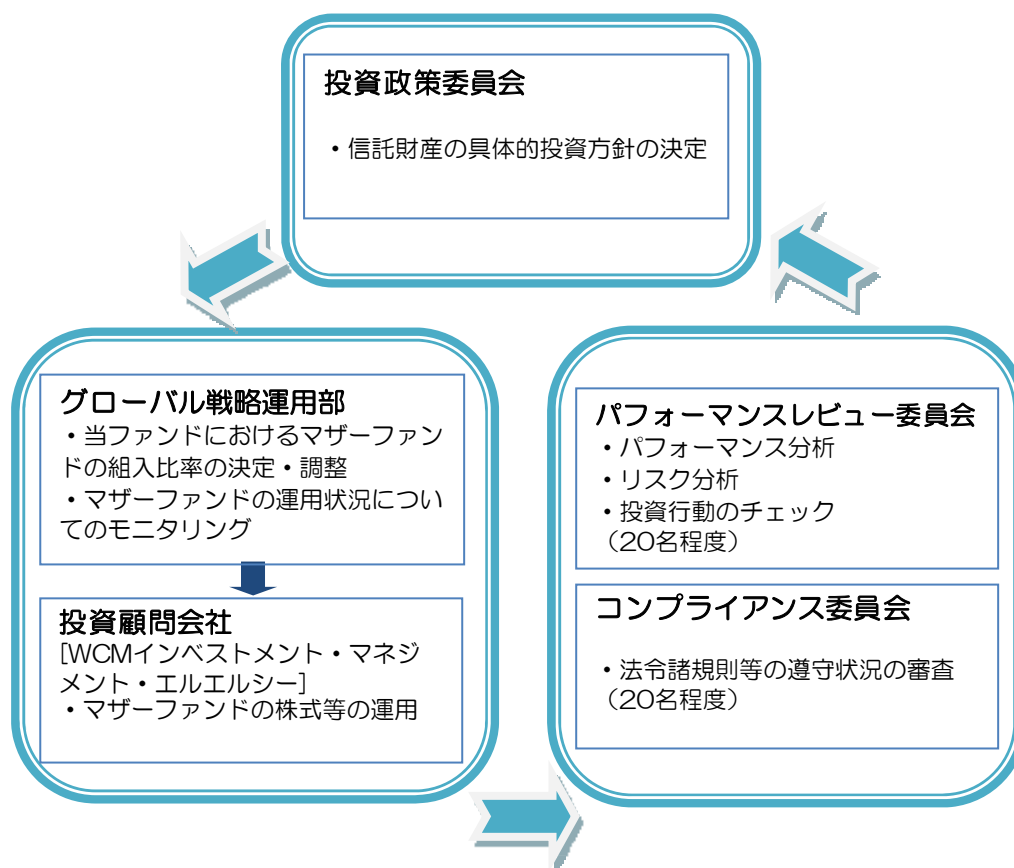 投資政策委員会
・信託財産の具体的投資方針の決定
グローバル戦略運用部
・当ファンドにおけるマザーファン
ドの組入比率の決定・調整
・マザーファンドの運用状況につい
てのモニタリング
投資顧問会社
[WCMインベストメント・マネジ
メント・エルエルシー]
・マザーファンドの株式等の運用
パフォーマンスレビュー委員会
・パフォーマンス分析
・リスク分析
・投資行動のチェック
（20名程度）
コンプライアンス委員会
・法令諸規則等の遵守状況の審査
（20名程度）